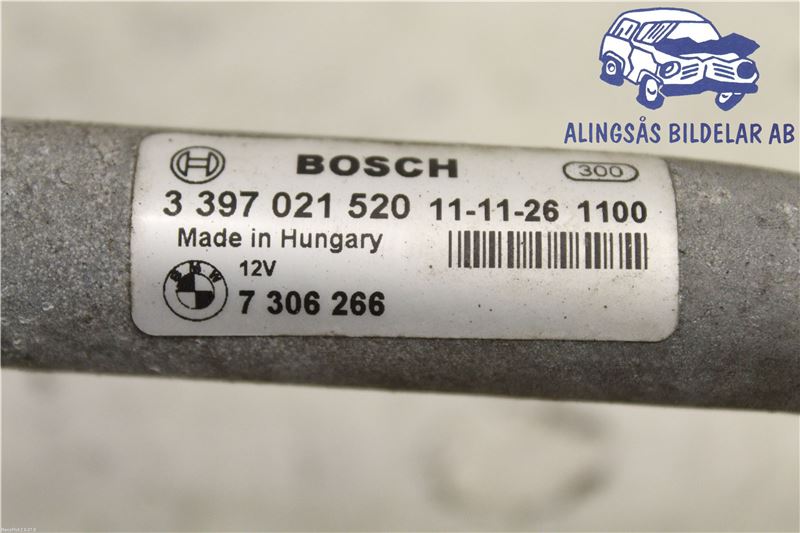 ALINGSÅS BILDELAR AB
BOSCH
300
3 397 021 520 11-11-26 1100
Made in Hungary
12V
BMW
7 306 266